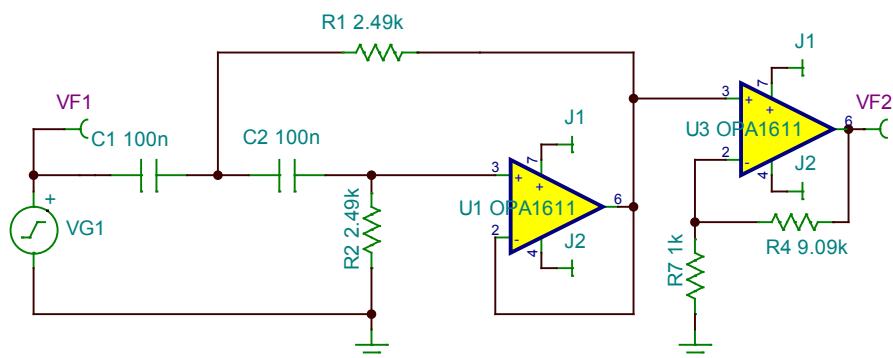 R1 2.49k
J1
VF1
J1
3
7
+
+
VF2
C1 100n
C2 100n
U3 OPA1611
6
2
-
4
J2
3
7
+
+
+
VG1
U1 OPA1611
6
2
-
4
J2
R2 2.49k
R4 9.09k
R7 1k